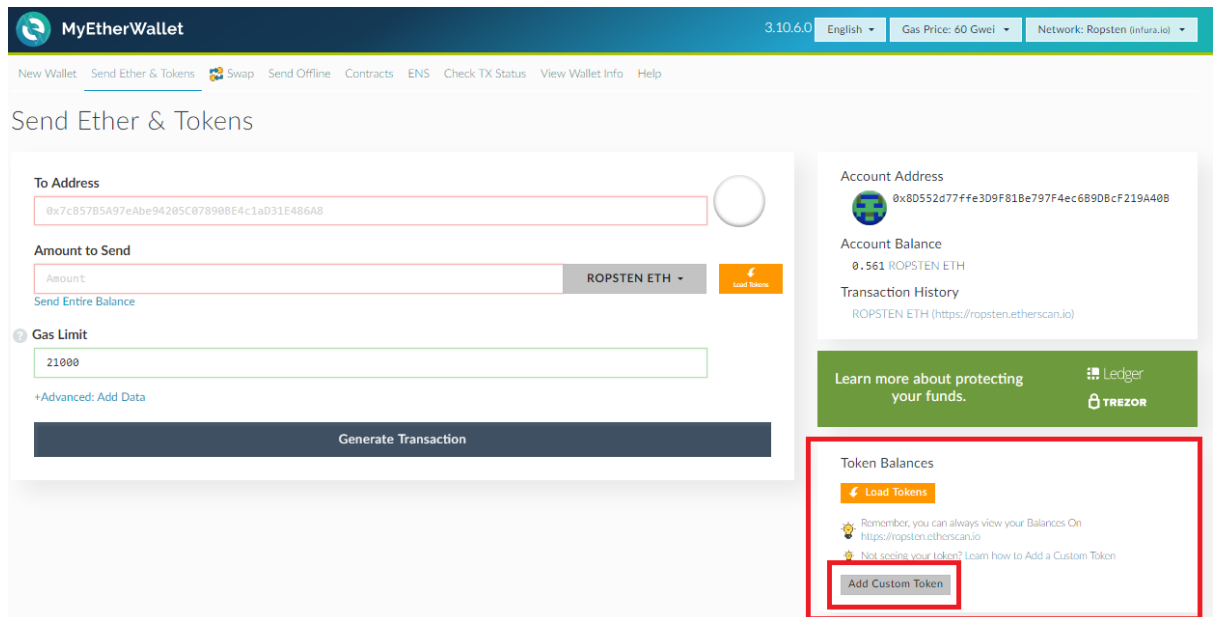 MyEtherWallet
3.10.6.0 English Gas Price: 60 Gwei Network: Ropsten (infura.io)
New Wallet Send Ether & Tokens Swap Send Offline Contracts ENS Check TX Status View Wallet Info Help
Send Ether & Tokens
To Address
0x7cB57B5A97eAbe94205C07890BE4c1aD31E486A8
Amount to Send
Amount ROPSTEN ETH Load Tokens
Send Entire Balance
? Gas Limit
21000
+Advanced: Add Data
Generate Transaction
Account Address
0x8D552d77ffe3D9F81Be797F4ec6B9DBcF219A40B
Account Balance
0.561 ROPSTEN ETH
Transaction History
ROPSTEN ETH (https://ropsten.etherscan.io)
Learn more about protecting
your funds.
Ledger
TREZOR
Token Balances
Load Tokens
Remember, you can always view your Balances On
https://ropsten.etherscan.io
Not seeing your token? Learn how to Add a Custom Token
Add Custom Token